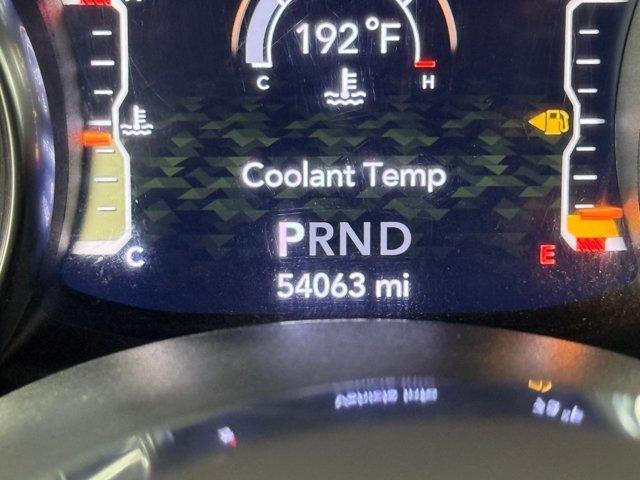 192 °F
C H
Coolant Temp
C PRND E
54063 mi